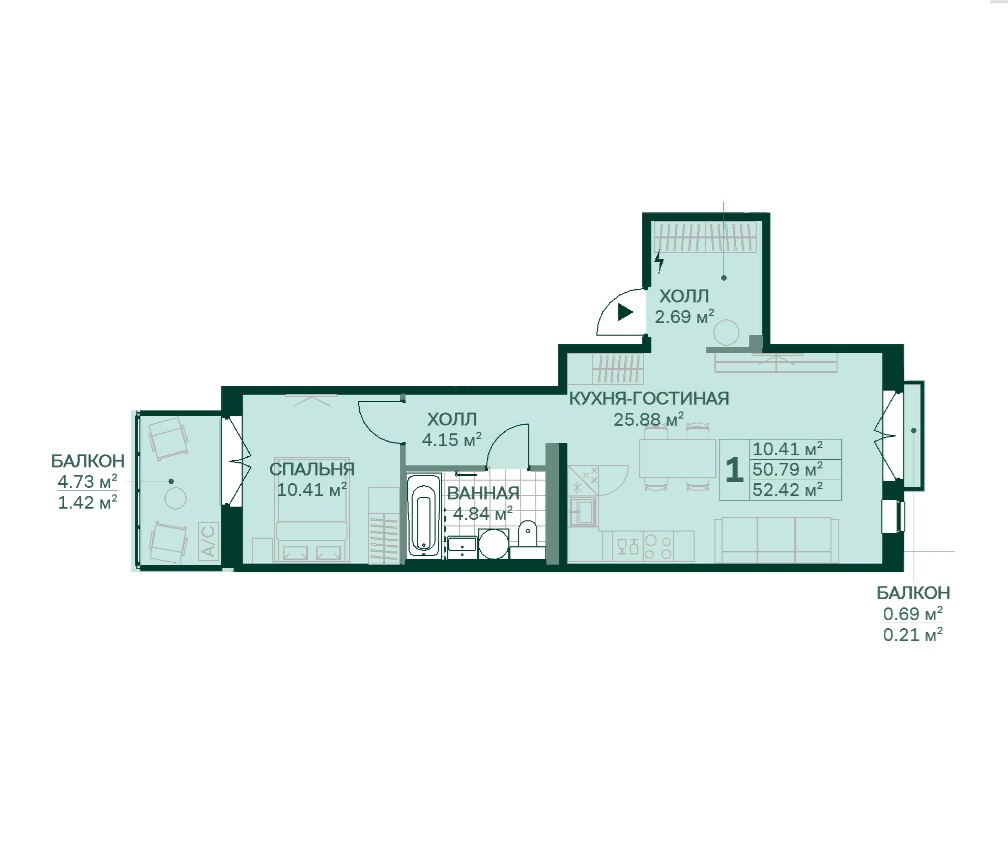 ХОЛЛ
2.69 м²
КУХНЯ-ГОСТИНАЯ
25.88 м²
ХОЛЛ
4.15 м²
1
10.41 м²
50.79 м²
52.42 м²
БАЛКОН
4.73 м²
1.42 м²
СПАЛЬНЯ
10.41 м²
ВАННАЯ
4.84 м²
A/C
БАЛКОН
0.69 м²
0.21 м²